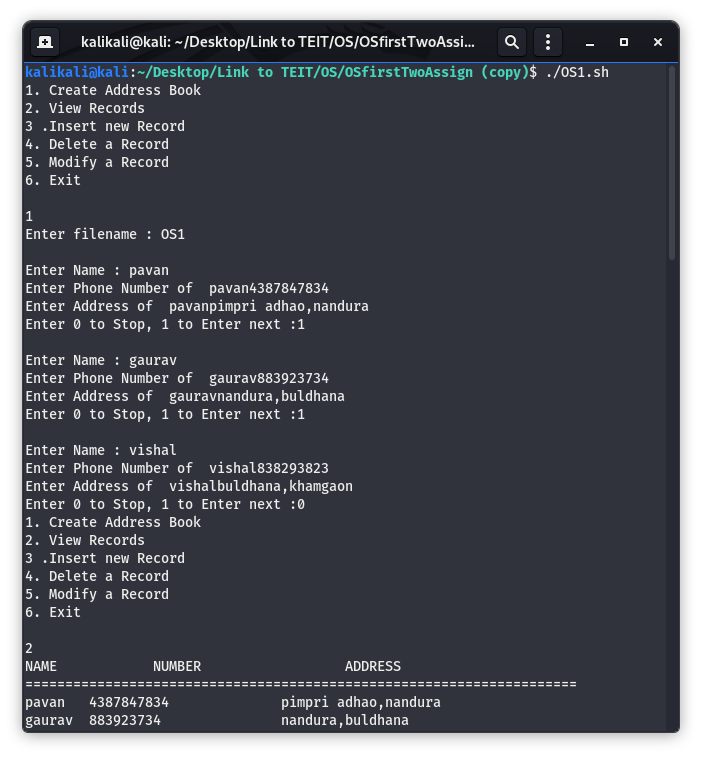 kalikali@kali: ~/Desktop/Link to TEIT/OS/OSfirstTwoAssi...
kalikali@kali:~/Desktop/Link to TEIT/OS/OSfirstTwoAssign (copy)$ ./OS1.sh
1. Create Address Book
2. View Records
3 .Insert new Record
4. Delete a Record
5. Modify a Record
6. Exit

1
Enter filename : OS1

Enter Name : pavan
Enter Phone Number of  pavan4387847834
Enter Address of  pavanpimpri adhao,nandura
Enter 0 to Stop, 1 to Enter next :1

Enter Name : gaurav
Enter Phone Number of  gaurav883923734
Enter Address of  gauravnandura,buldhana
Enter 0 to Stop, 1 to Enter next :1

Enter Name : vishal
Enter Phone Number of  vishal838293823
Enter Address of  vishalbuldhana,khamgaon
Enter 0 to Stop, 1 to Enter next :0
1. Create Address Book
2. View Records
3 .Insert new Record
4. Delete a Record
5. Modify a Record
6. Exit

2
NAME            NUMBER                  ADDRESS
=====================================================================
pavan   4387847834              pimpri adhao,nandura
gaurav  883923734               nandura,buldhana